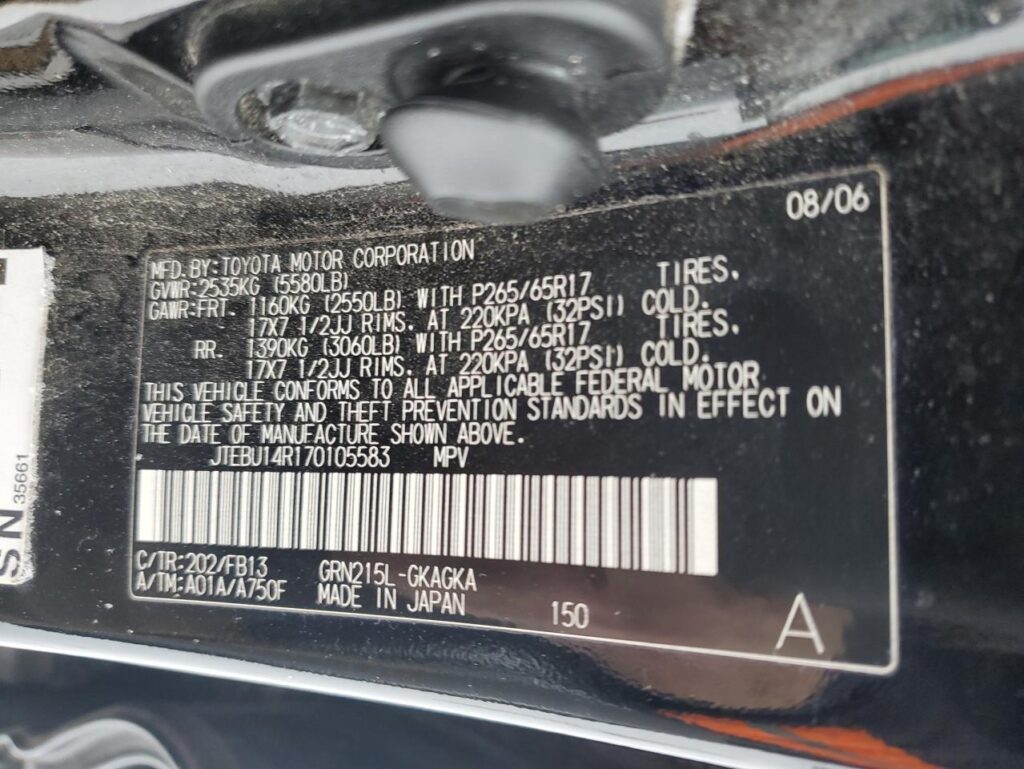 08/06
MFD. BY:TOYOTA MOTOR CORPORATION
GVWR:2535KG (5580LB)
GAWR:FRT. 1160KG (2550LB) WITH P265/65R17 TIRES,
17X7 1/2JJ RIMS. AT 220KPA (32PSI) COLD.
RR. 1390KG (3060LB) WITH P265/65R17 TIRES,
17X7 1/2JJ RIMS. AT 220KPA (32PSI) COLD.
THIS VEHICLE CONFORMS TO ALL APPLICABLE FEDERAL MOTOR
VEHICLE SAFETY AND THEFT PREVENTION STANDARDS IN EFFECT ON
THE DATE OF MANUFACTURE SHOWN ABOVE.
JTEBU14R170105583 MPV
C/TR:202/FB13 GRN215L-GKAGKA
A/TM:A01A/A750F MADE IN JAPAN 150 A
SN
35661